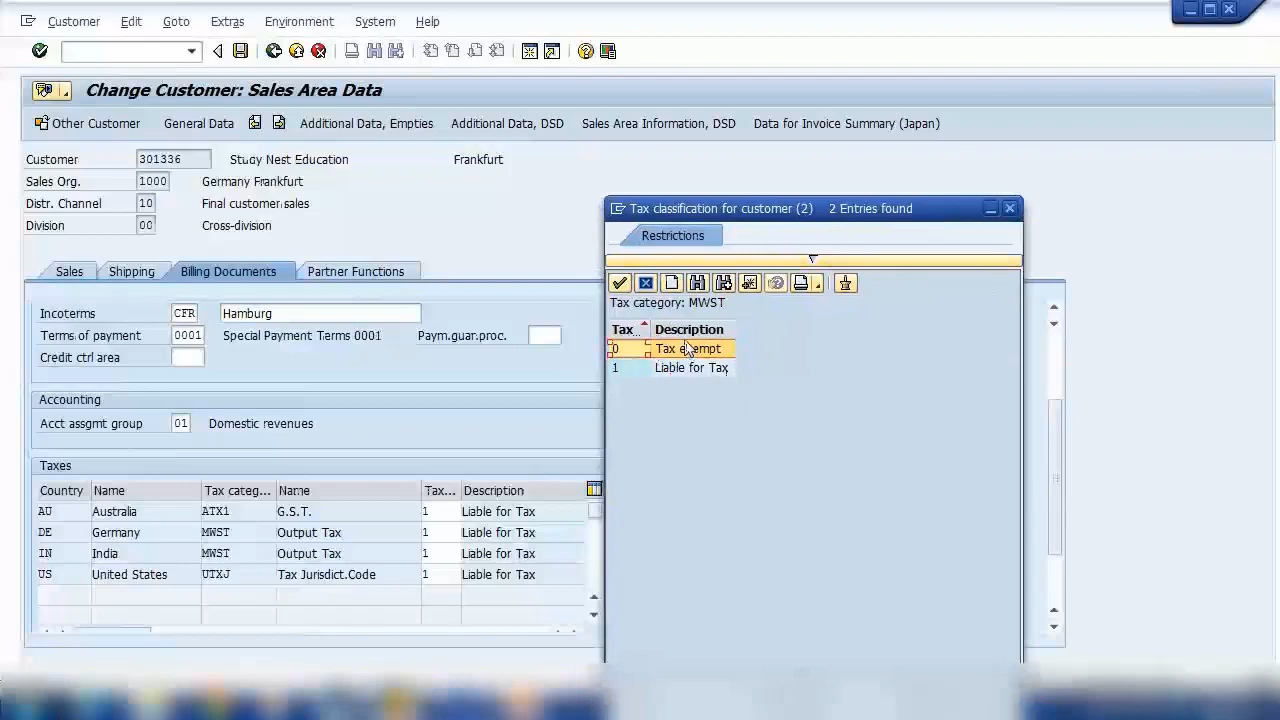 Customer Edit Goto Extras Environment System Help
Change Customer: Sales Area Data
Other Customer General Data Additional Data, Empties Additional Data, DSD Sales Area Information, DSD Data for Invoice Summary (Japan)
Customer 301336 Study Nest Education Frankfurt
Sales Org. 1000 Germany Frankfurt
Distr. Channel 10 Final customer sales
Division 00 Cross-division
Sales Shipping Billing Documents Partner Functions
Incoterms CFR Hamburg
Terms of payment 0001 Special Payment Terms 0001 Paym.guar.proc.
Credit ctrl area
Accounting
Acct assgmt group 01 Domestic revenues
Taxes
Country Name Tax categ... Name Tax... Description
AU Australia ATX1 G.S.T. 1 Liable for Tax
DE Germany MWST Output Tax 1 Liable for Tax
IN India MWST Output Tax 1 Liable for Tax
US United States UTXJ Tax Jurisdict.Code 1 Liable for Tax
Tax classification for customer (2) 2 Entries found
Restrictions
Tax category: MWST
Tax.. Description
0 Tax exempt
1 Liable for Tax